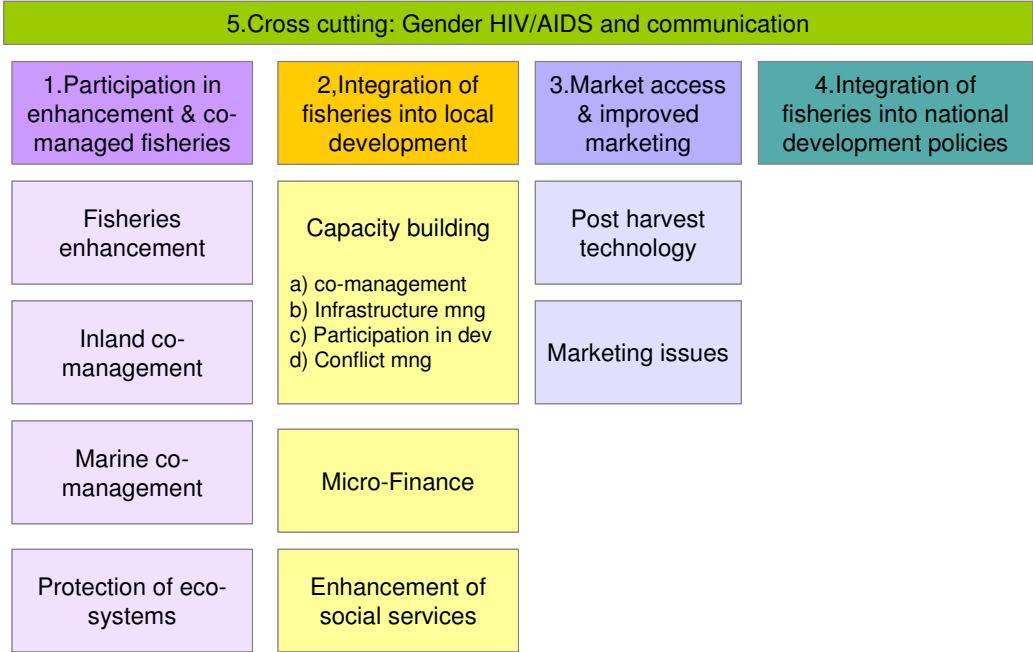 5.Cross cutting: Gender HIV/AIDS and communication
1.Participation in
enhancement & co-
managed fisheries
2,Integration of
fisheries into local
development
3.Market access
& improved
marketing
4.Integration of
fisheries into national
development policies
Fisheries
enhancement
Inland co-
management
Marine co-
management
Protection of eco-
systems
Capacity building
a) co-management
b) Infrastructure mng
c) Participation in dev
d) Conflict mng
Micro-Finance
Enhancement of
social services
Post harvest
technology
Marketing issues